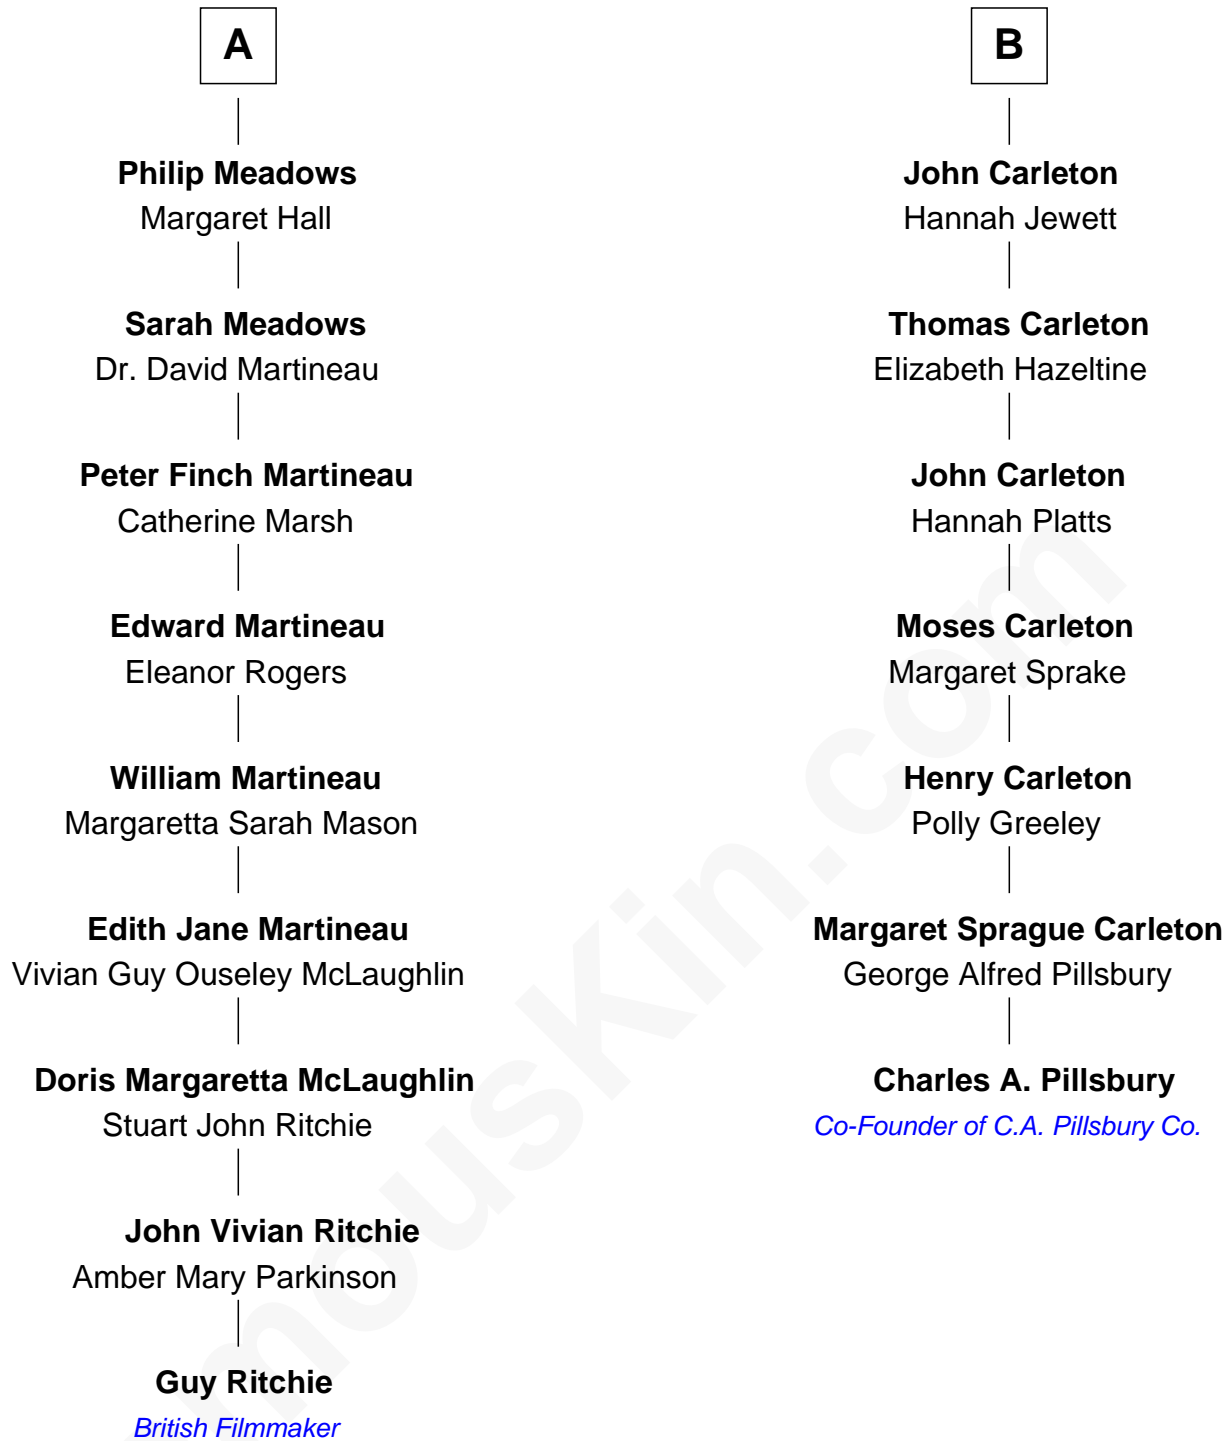 A
Philip Meadows
Margaret Hall
Sarah Meadows
Dr. David Martineau
Peter Finch Martineau
Catherine Marsh
Edward Martineau
Eleanor Rogers
William Martineau
Margaretta Sarah Mason
Edith Jane Martineau
Vivian Guy Ouseley McLaughlin
Doris Margaretta McLaughlin
Stuart John Ritchie
John Vivian Ritchie
Amber Mary Parkinson
Guy Ritchie
British Filmmaker
B
John Carleton
Hannah Jewett
Thomas Carleton
Elizabeth Hazeltine
John Carleton
Hannah Platts
Moses Carleton
Margaret Sprake
Henry Carleton
Polly Greeley
Margaret Sprague Carleton
George Alfred Pillsbury
Charles A. Pillsbury
Co-Founder of C.A. Pillsbury Co.
mousKin.com